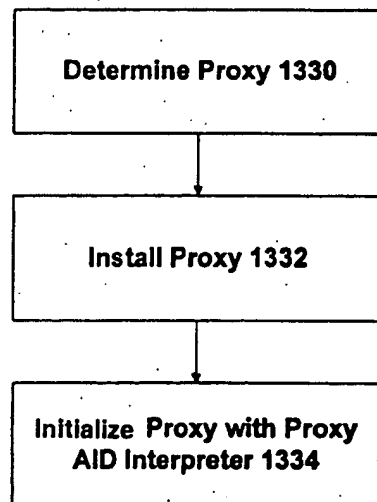 Determine Proxy 1330
Install Proxy 1332
Initialize Proxy with Proxy
AID Interpreter 1334